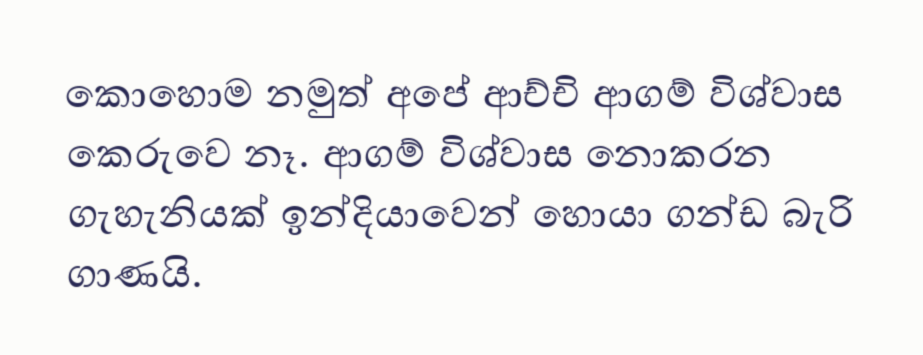 කොහොම නමුත් අපේ ආච්චි ආගම් විශ්වාස
කෙරුවෙ නෑ. ආගම් විශ්වාස නොකරන
ගැහැනියක් ඉන්දියාවෙන් හොයා ගන්ඩ බැරි
ගාණයි.